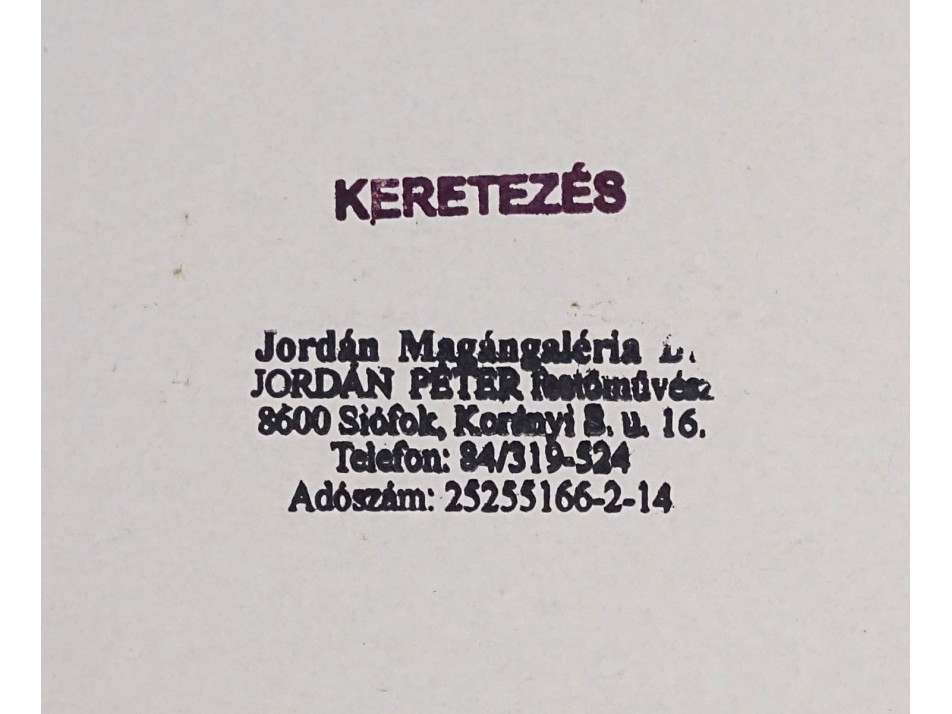 KERETEZÉS
Jordán Magángaléria
JORDÁN PÉTER festőművész
8600 Siófok, Korányi S. u. 16.
Telefon: 84/319-524
Adószám: 25255166-2-14